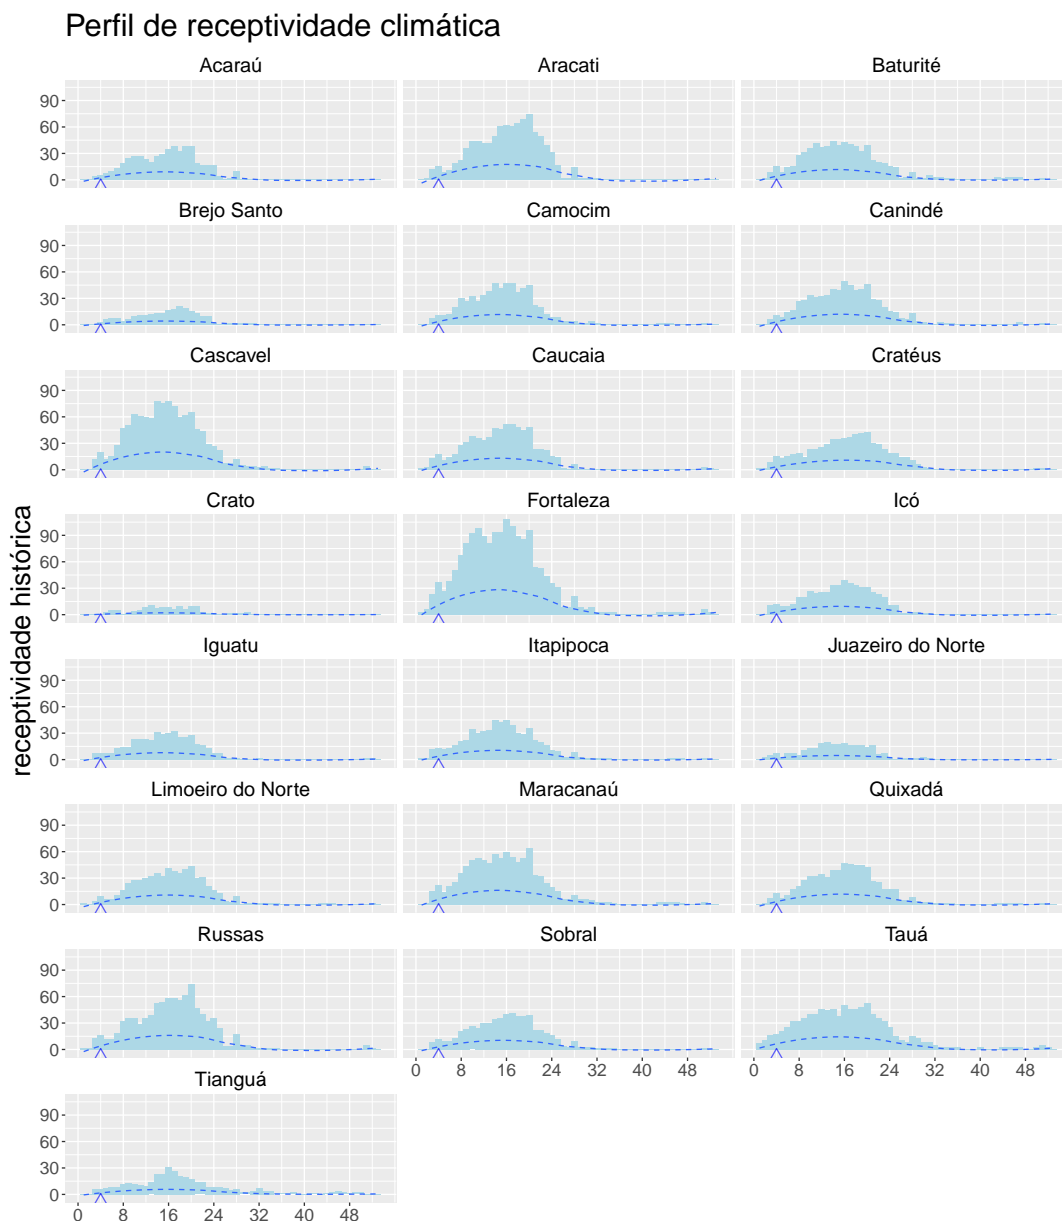 Perfil de receptividade climática
Acaraú
Aracati
Baturité
90
60
30
0
Brejo Santo
Camocim
Canindé
90
60
30
0
Cascavel
Caucaia
Cratéus
90
60
30
0
Crato
Fortaleza
Icó
90
60
30
0
receptividade histórica
Iguatu
Itapipoca
Juazeiro do Norte
90
60
30
0
Limoeiro do Norte
Maracanaú
Quixadá
90
60
30
0
Russas
Sobral
Tauá
90
60
30
0
0 8 16 24 32 40 48
0 8 16 24 32 40 48
Tianguá
90
60
30
0
0 8 16 24 32 40 48